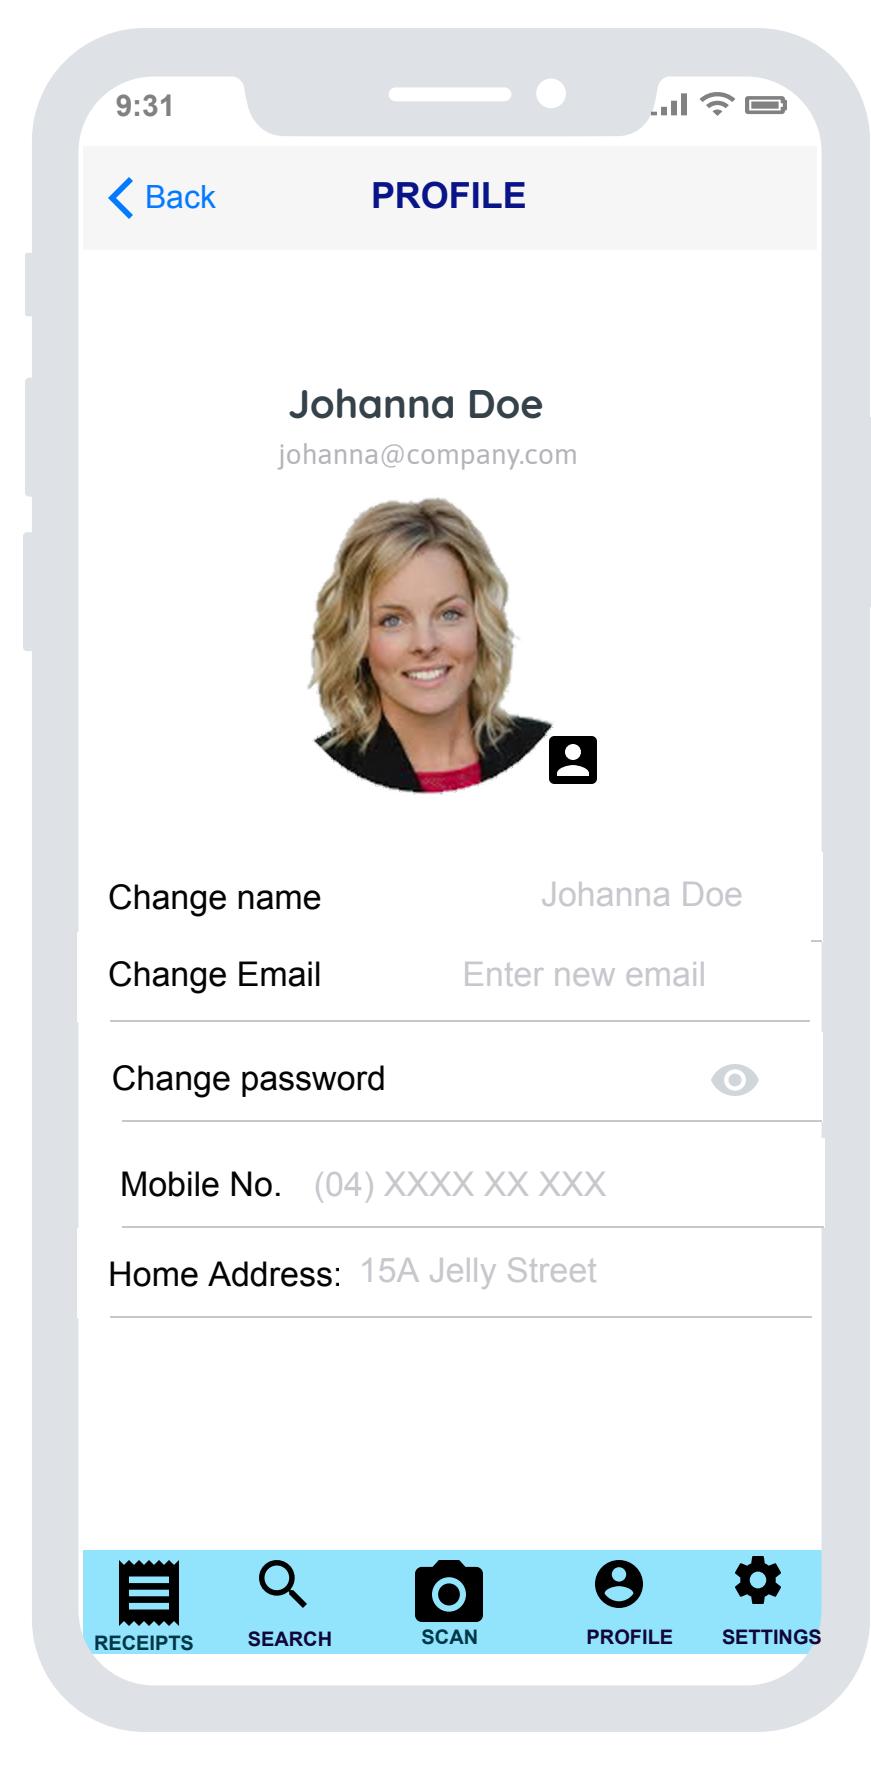 9:31
Back
PROFILE
Johanna Doe
johanna@company.com
Change name Johanna Doe
Change Email Enter new email
Change password
Mobile No. (04) XXXX XX XXX
Home Address: 15A Jelly Street
RECEIPTS SEARCH SCAN PROFILE SETTINGS